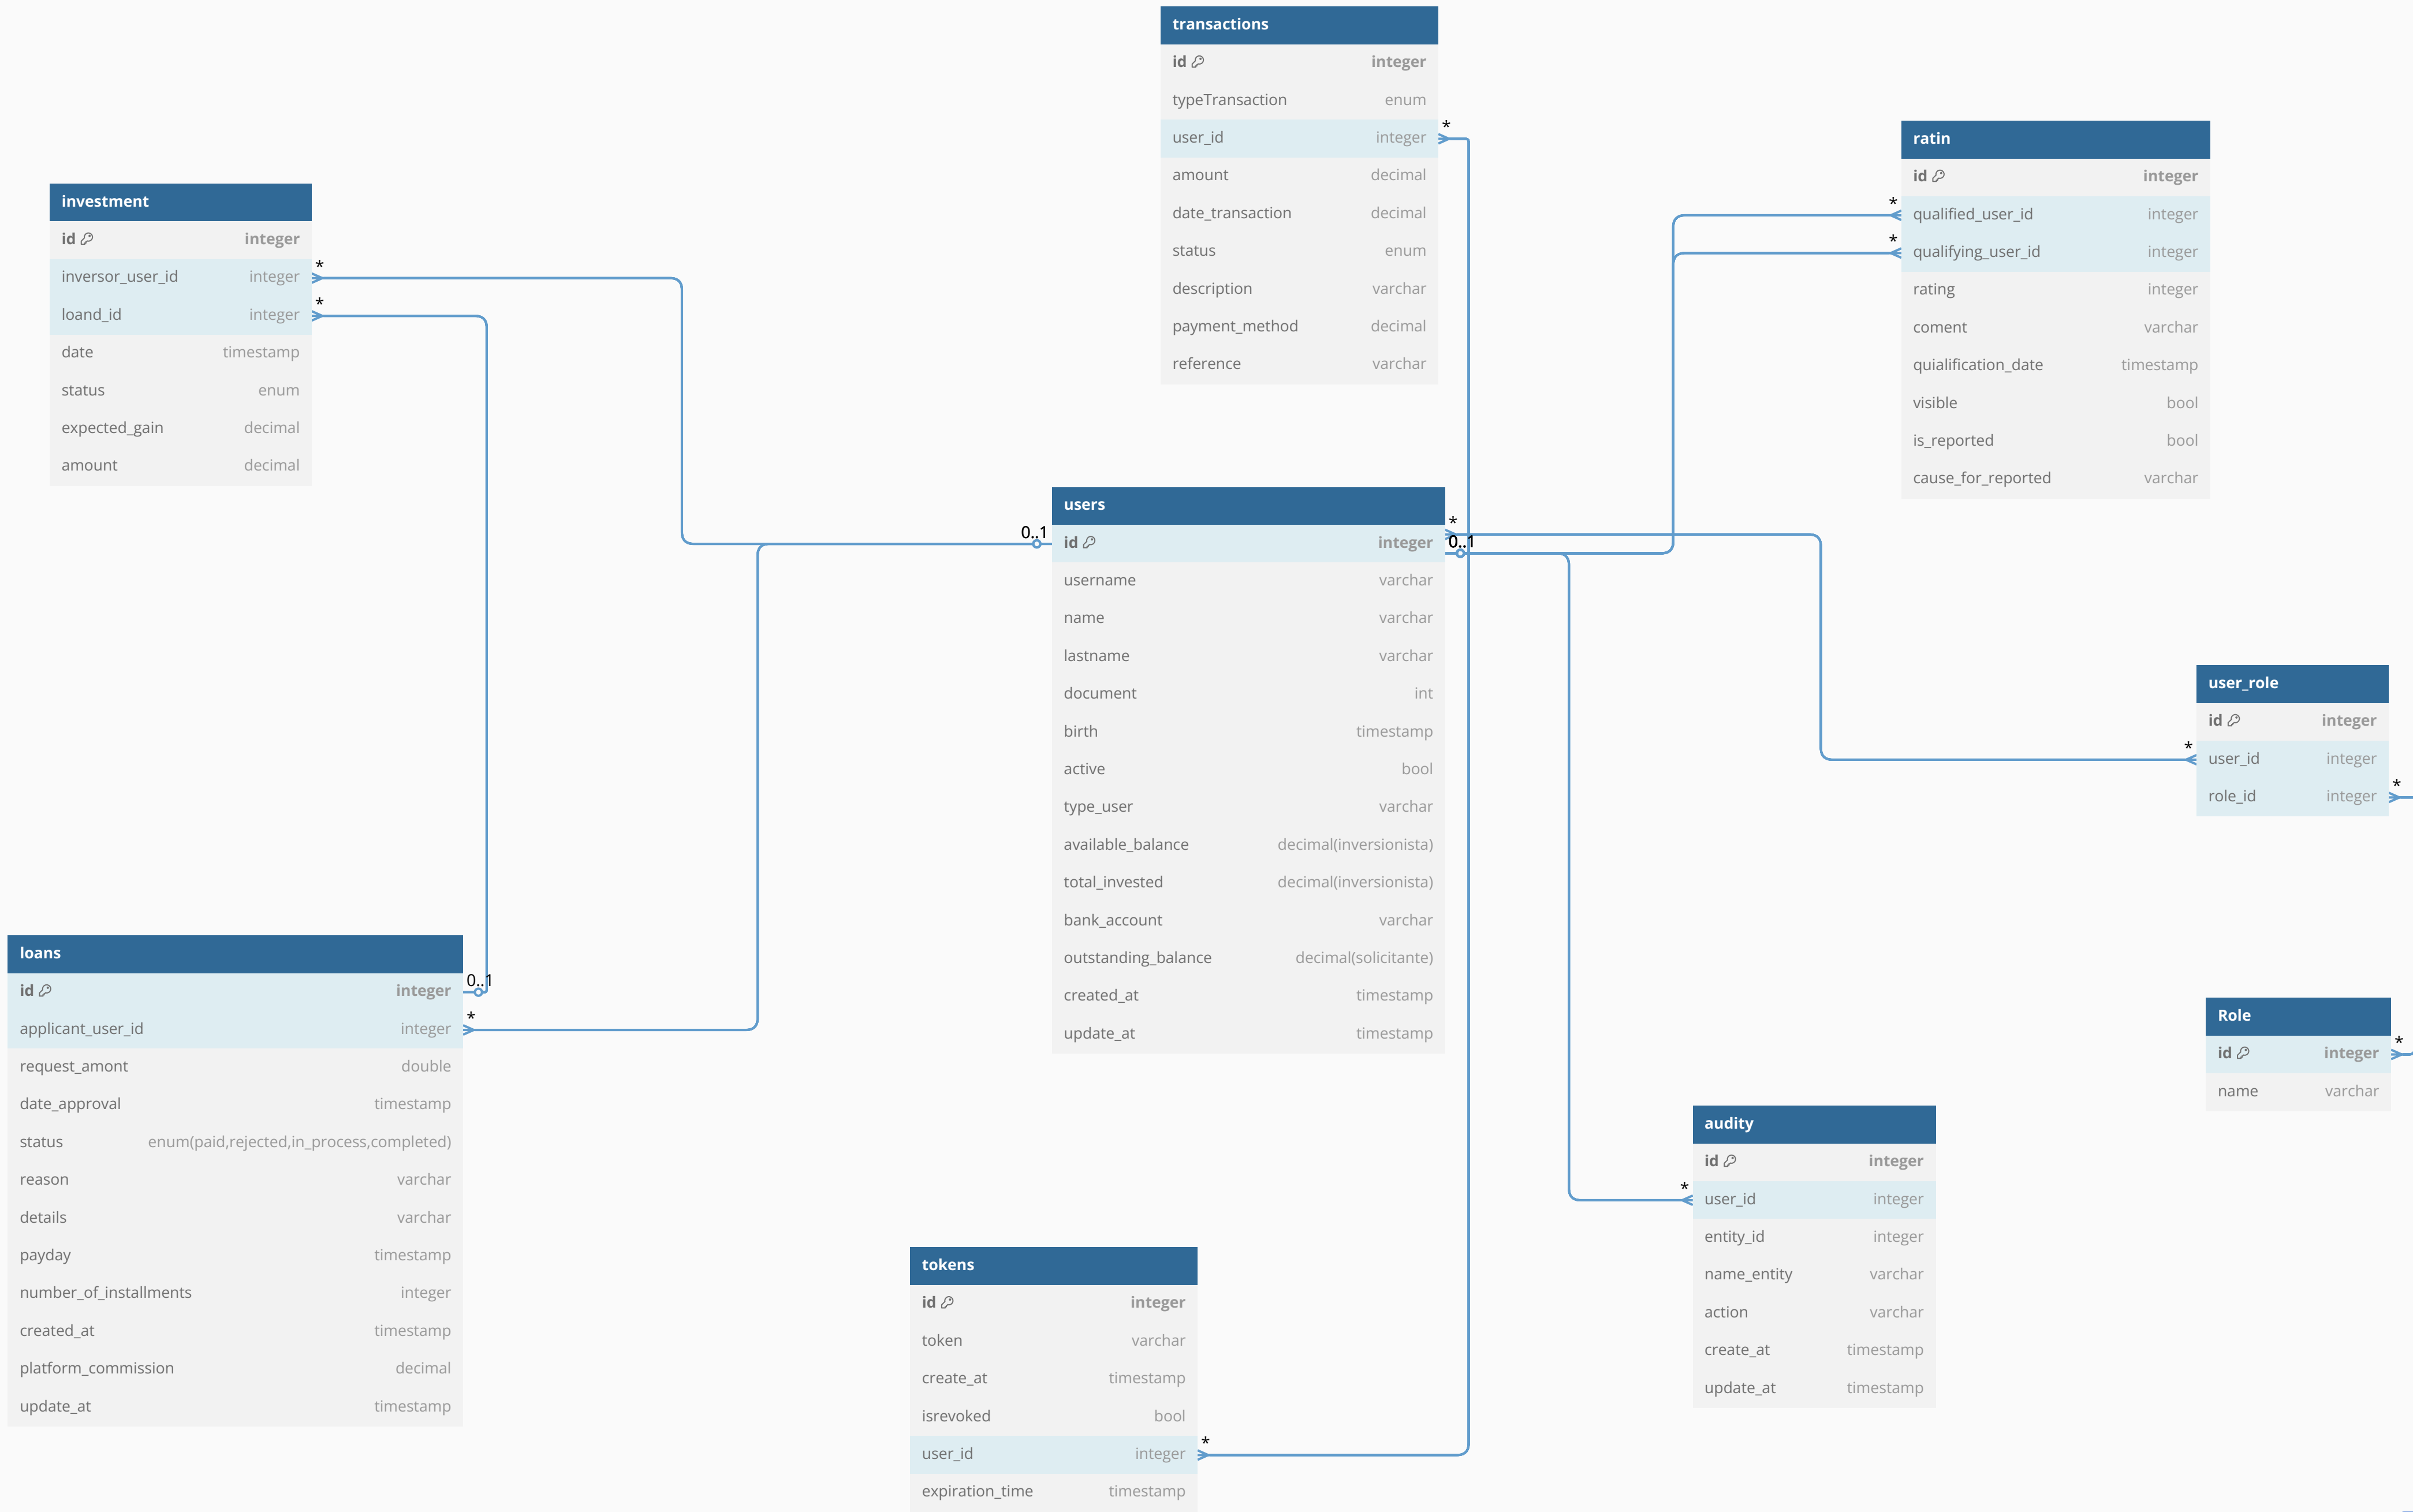 transactions
id integer
typeTransaction enum
user_id integer *
amount decimal
date_transaction decimal
status enum
description varchar
payment_method decimal
reference varchar
ratin
id integer
* qualified_user_id integer
* qualifying_user_id integer
rating integer
coment varchar
quialification_date timestamp
visible bool
is_reported bool
cause_for_reported varchar
investment
id integer
inversor_user_id integer *
loand_id integer *
date timestamp
status enum
expected_gain decimal
amount decimal
users
*
0..1 id integer 0..1
username varchar
name varchar
lastname varchar
document int
birth timestamp
active bool
type_user varchar
available_balance decimal(inversionista)
total_invested decimal(inversionista)
bank_account varchar
outstanding_balance decimal(solicitante)
created_at timestamp
update_at timestamp
user_role
id integer
* user_id integer
role_id integer *
loans
id integer 0..1
applicant_user_id integer *
request_amont double
date_approval timestamp
status enum(paid,rejected,in_process,completed)
reason varchar
details varchar
payday timestamp
number_of_installments integer
created_at timestamp
platform_commission decimal
update_at timestamp
Role
id integer *
name varchar
audity
id integer
* user_id integer
entity_id integer
name_entity varchar
action varchar
create_at timestamp
update_at timestamp
tokens
id integer
token varchar
create_at timestamp
isrevoked bool
user_id integer *
expiration_time timestamp